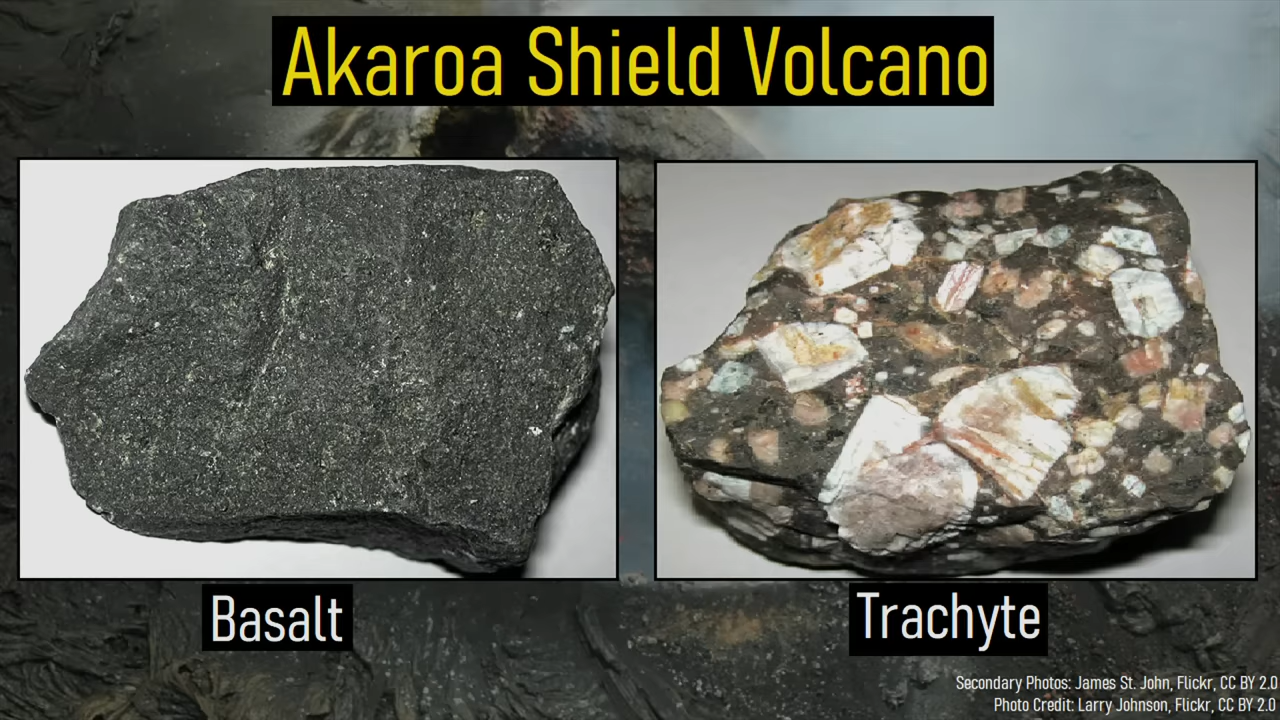 Akaroa Shield Volcano
Basalt
Trachyte
Secondary Photos: James St. John, Flickr, CC BY 2.0
Photo Credit: Larry Johnson, Flickr, CC BY 2.0